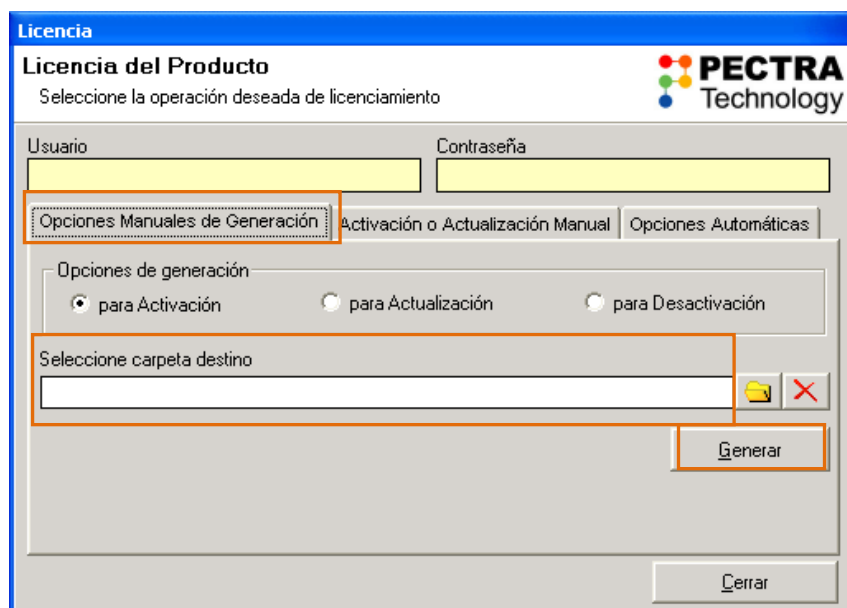 Licencia
Licencia del Producto
Seleccione la operación deseada de licenciamiento
PECTRA
Technology
Usuario Contraseña
Opciones Manuales de Generación Activación o Actualización Manual Opciones Automáticas
Opciones de generación
para Activación para Actualización para Desactivación
Seleccione carpeta destino
Generar
Cerrar